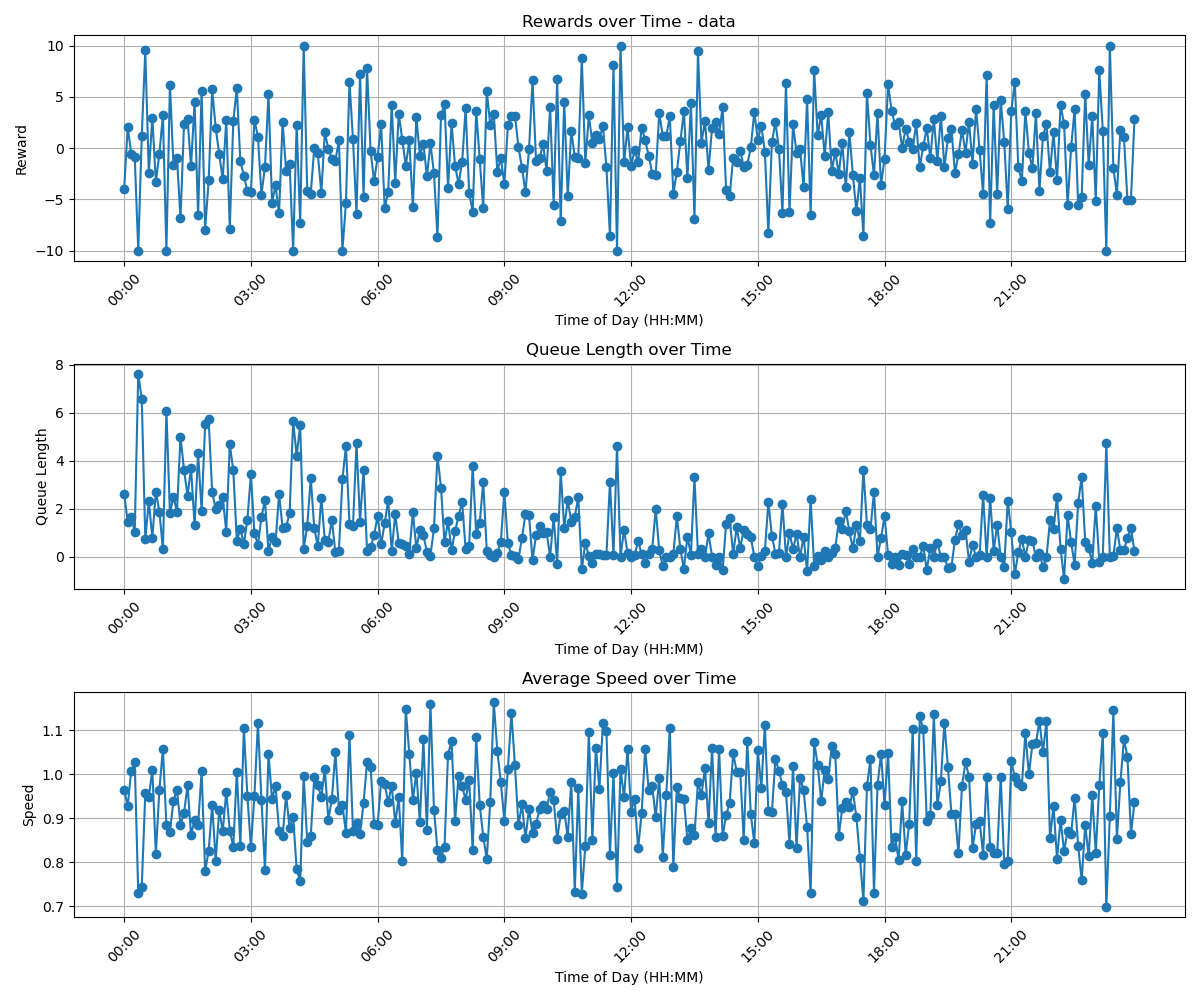 Rewards over Time - data
10
5
0
−5
−10
Reward
00:00 03:00 06:00 09:00 12:00 15:00 18:00 21:00
Time of Day (HH:MM)
Queue Length over Time
8
6
4
2
0
Queue Length
00:00 03:00 06:00 09:00 12:00 15:00 18:00 21:00
Time of Day (HH:MM)
Average Speed over Time
1.1
1.0
0.9
0.8
0.7
Speed
00:00 03:00 06:00 09:00 12:00 15:00 18:00 21:00
Time of Day (HH:MM)